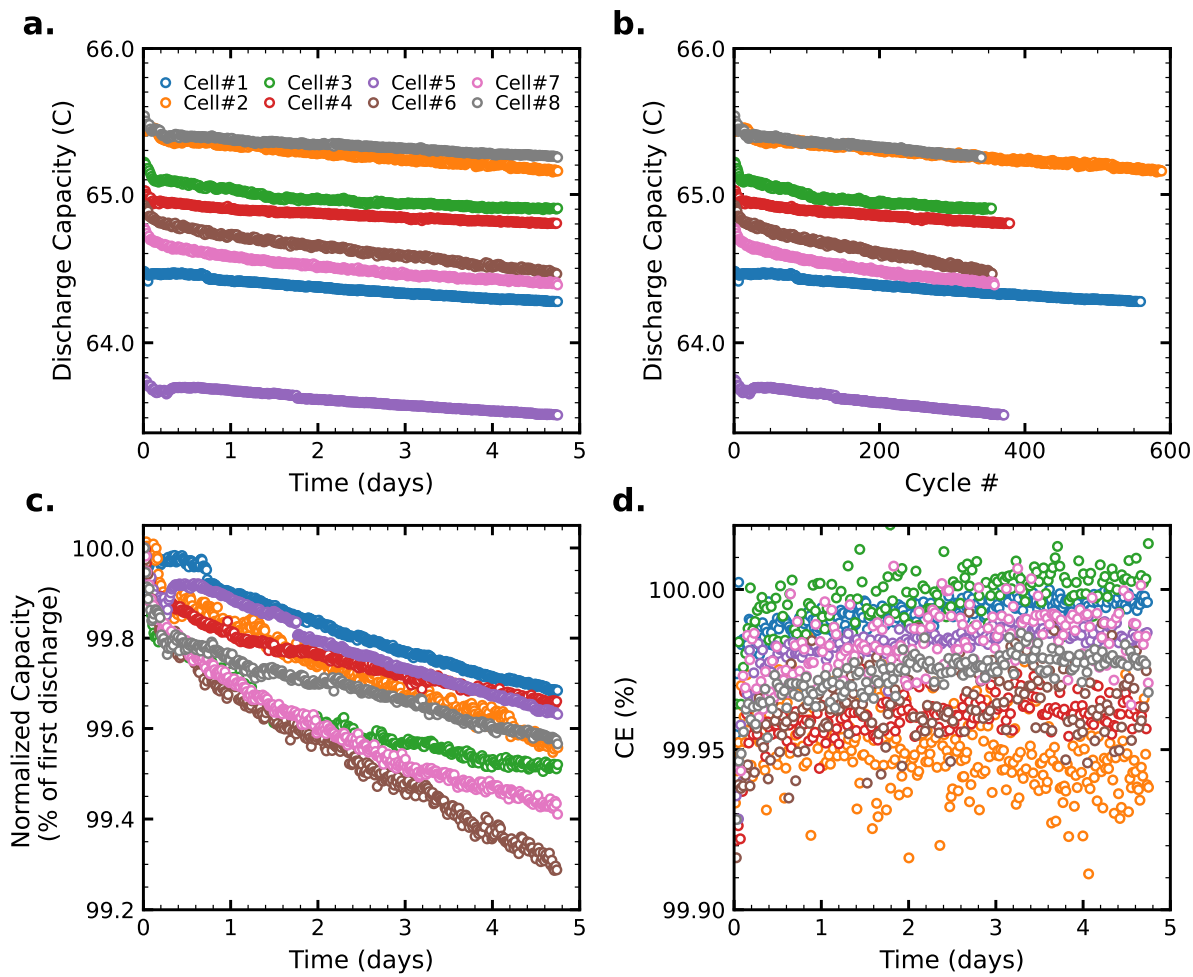 a.
66.0
65.0
64.0
Discharge Capacity (C)
Cell#1 Cell#3 Cell#5 Cell#7
Cell#2 Cell#4 Cell#6 Cell#8
0 1 2 3 4 5
Time (days)
b.
66.0
65.0
64.0
Discharge Capacity (C)
0 200 400 600
Cycle #
c.
100.0
99.8
99.6
99.4
99.2
Normalized Capacity
(% of first discharge)
0 1 2 3 4 5
Time (days)
d.
100.00
99.95
99.90
CE (%)
0 1 2 3 4 5
Time (days)